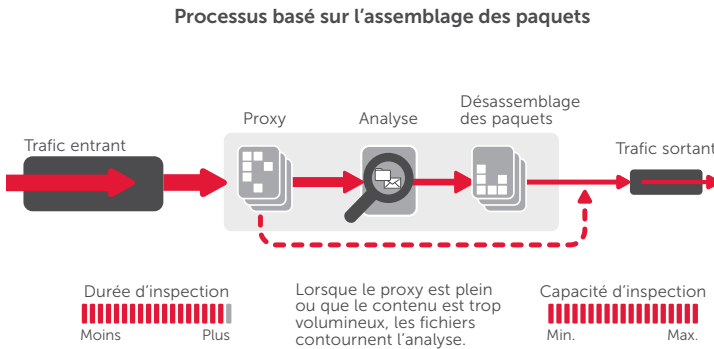 Processus basé sur l'assemblage des paquets
Proxy
Analyse
Désassemblage
des paquets
Trafic entrant
Trafic sortant
Durée d'inspection
Moins
Plus
Lorsque le proxy est plein
ou que le contenu est trop
volumineux, les fichiers
contournent l'analyse.
Capacité d'inspection
Min.
Max.